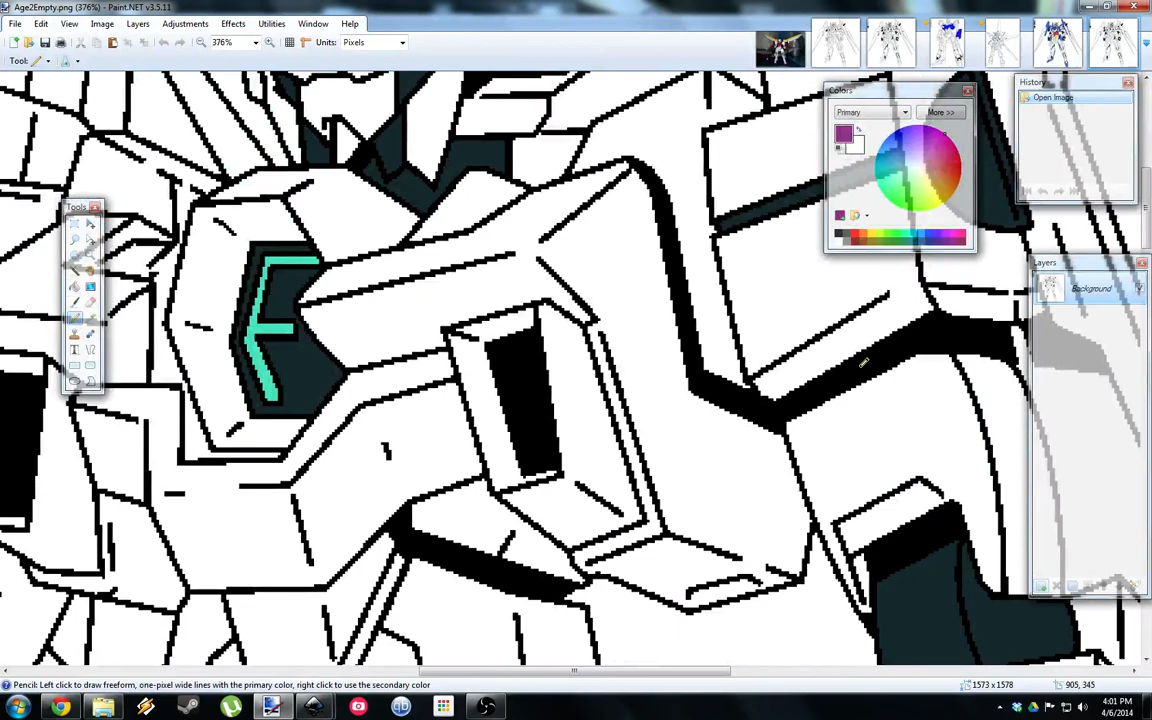 Age2Empty.png (376%) - Paint.NET v3.5.11
File Edit View Image Layers Adjustments Effects Utilities Window Help
376% Units: Pixels
Tool:
Colors
Primary More >>
History
Open Image
Tools
Layers
Background
Pencil: Left click to draw freeform, one-pixel wide lines with the primary color, right click to use the secondary color
1573 x 1578 905, 345
4:01 PM
4/6/2014